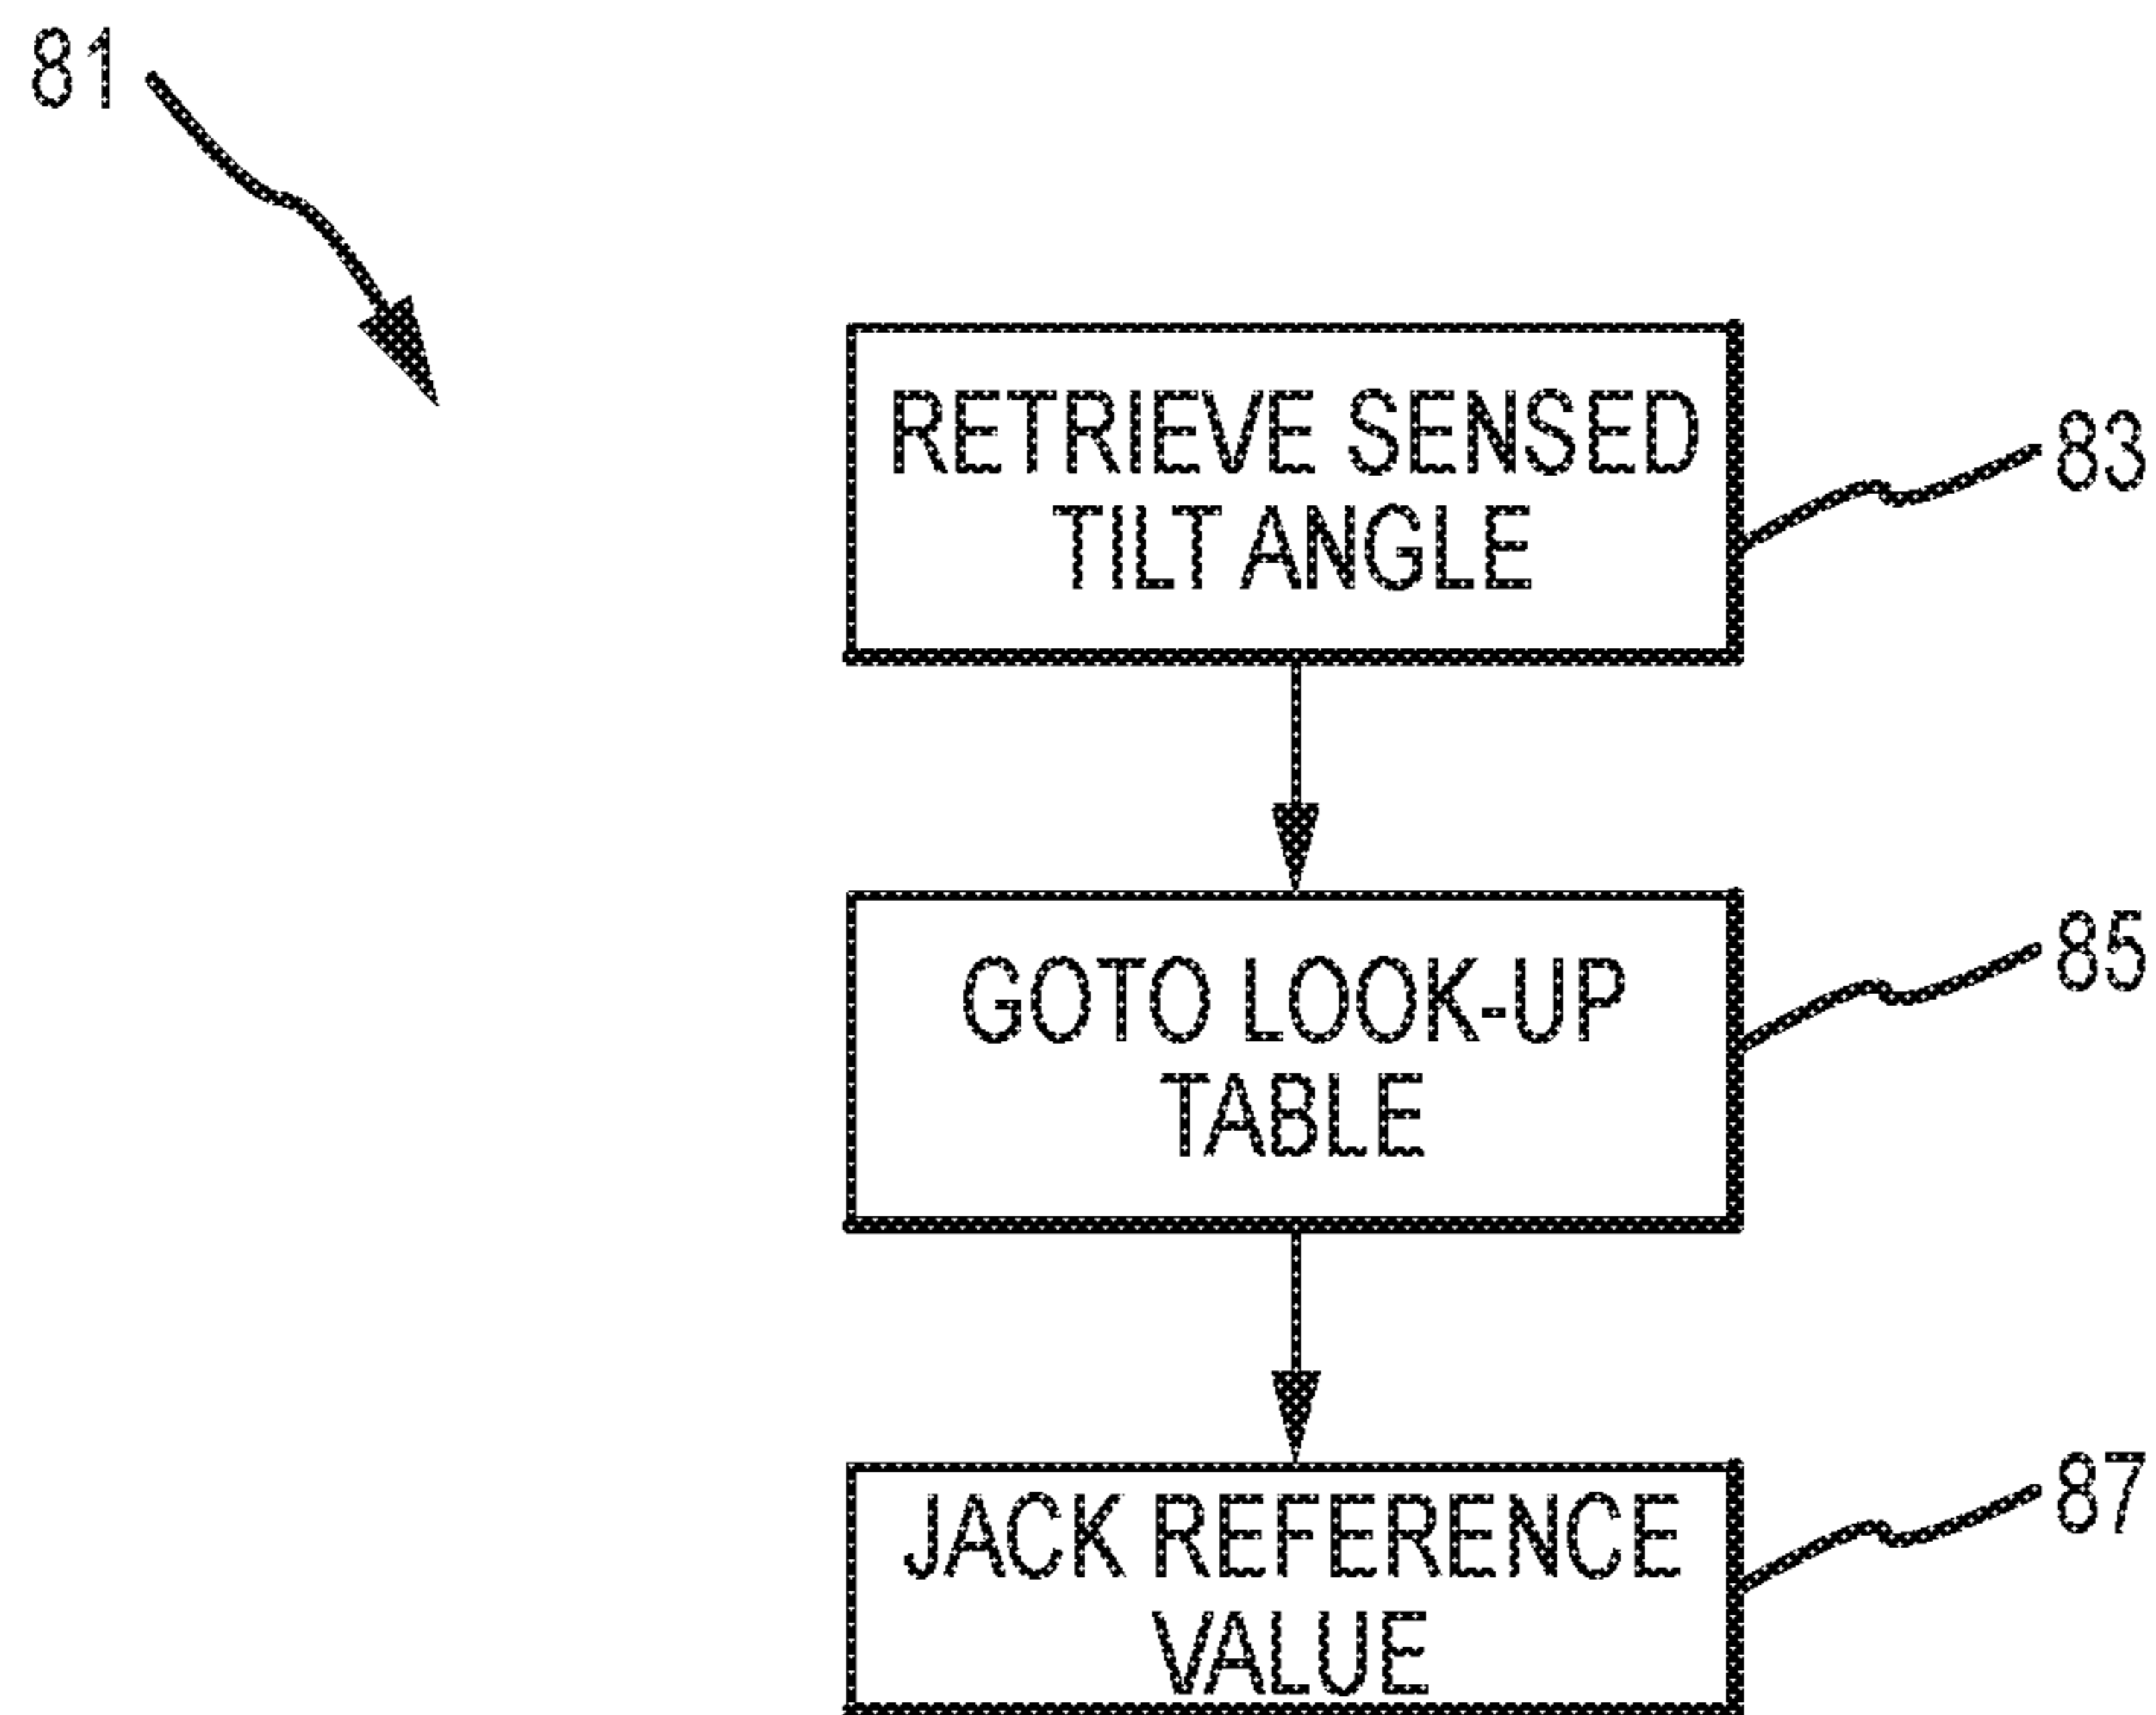 81
RETRIEVE SENSED
TILT ANGLE
83
GOTO LOOK-UP
TABLE
85
JACK REFERENCE
VALUE
87